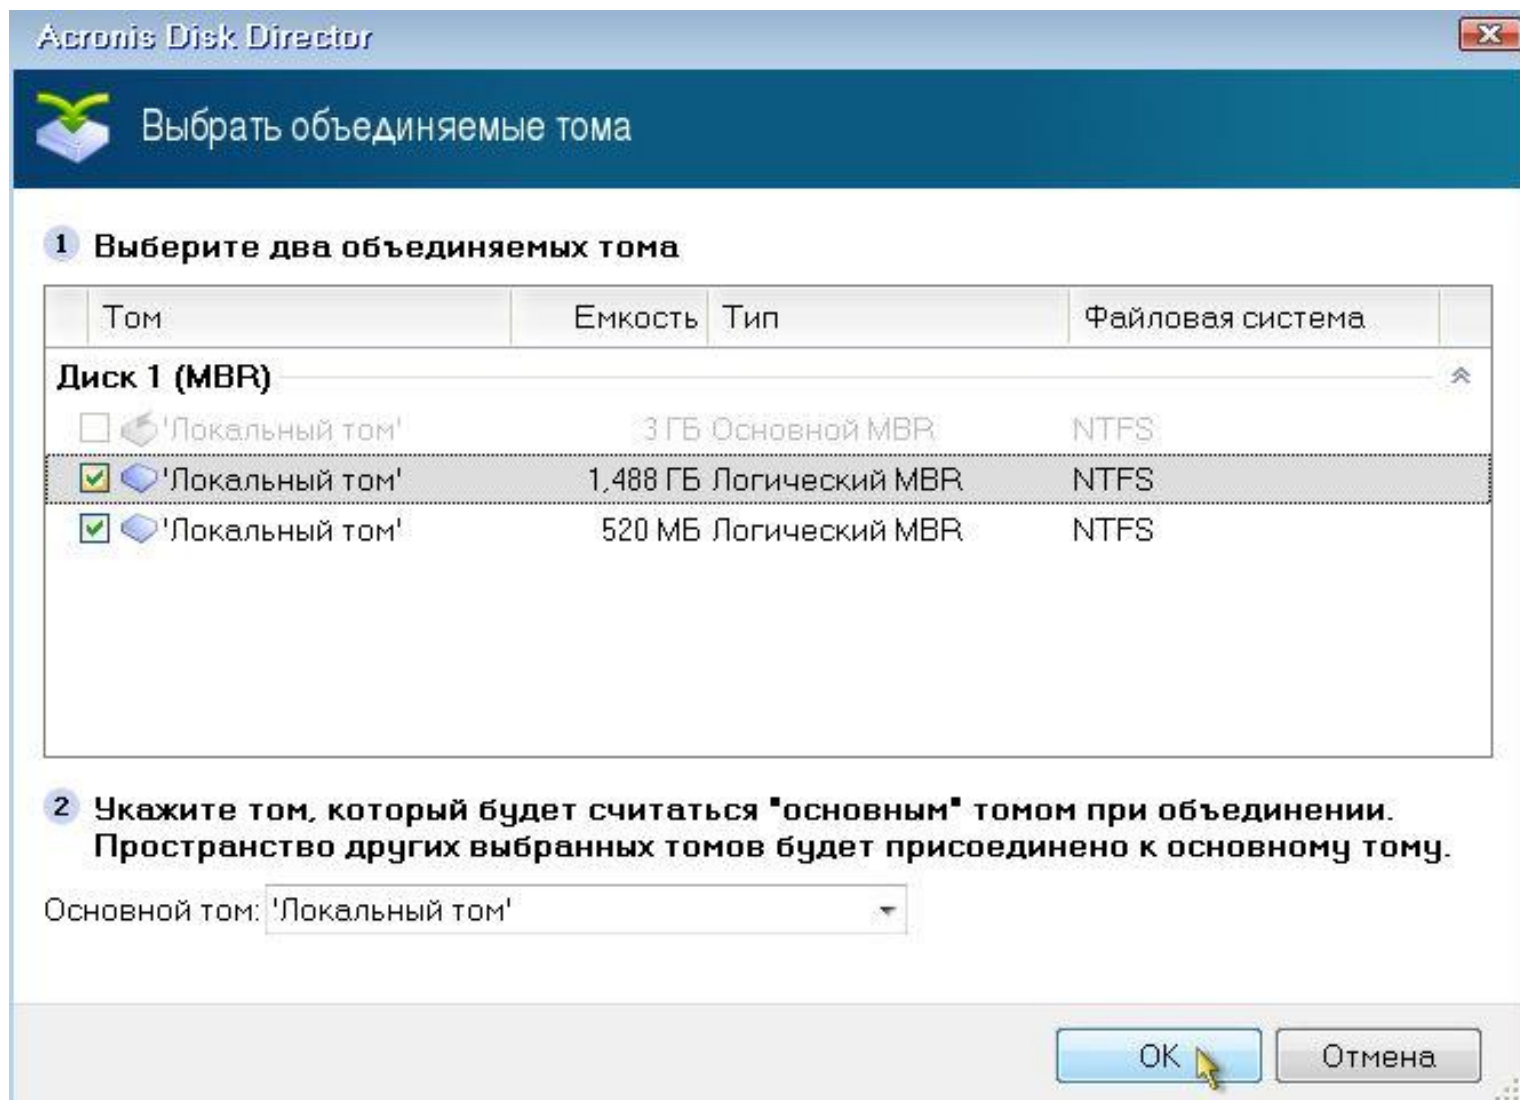 Acronis Disk Director
Выбрать объединяемые тома
1 Выберите два объединяемых тома
Том Емкость Тип Файловая система
Диск 1 (MBR)
'Локальный том' 3 ГБ Основной MBR NTFS
'Локальный том' 1,488 ГБ Логический MBR NTFS
'Локальный том' 520 МБ Логический MBR NTFS
2 Укажите том, который будет считаться "основным" томом при объединении.
Пространство других выбранных томов будет присоединено к основному тому.
Основной том: 'Локальный том'
OK Отмена